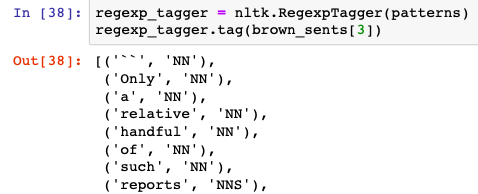 In [38]: regexp_tagger = nltk.RegexpTagger(patterns)
regexp_tagger.tag(brown_sents[3])
Out[38]: [('``', 'NN'),
('Only', 'NN'),
('a', 'NN'),
('relative', 'NN'),
('handful', 'NN'),
('of', 'NN'),
('such', 'NN'),
('reports', 'NNS'),